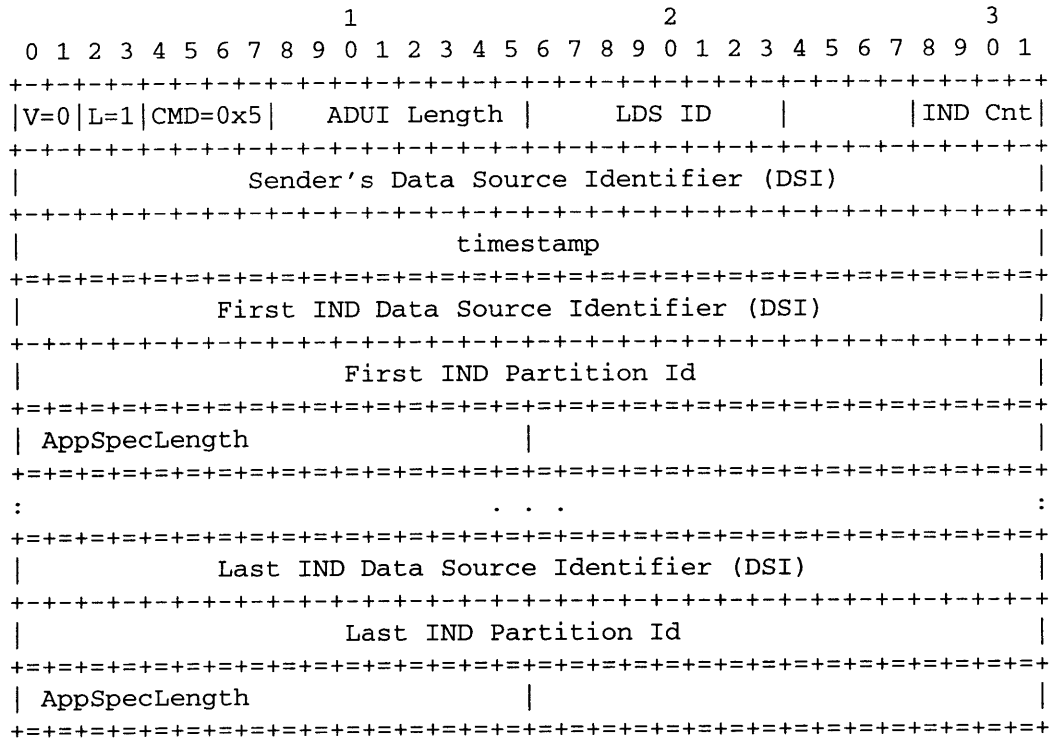 1                   2                   3
 0 1 2 3 4 5 6 7 8 9 0 1 2 3 4 5 6 7 8 9 0 1 2 3 4 5 6 7 8 9 0 1
+-+-+-+-+-+-+-+-+-+-+-+-+-+-+-+-+-+-+-+-+-+-+-+-+-+-+-+-+-+-+-+-+
|V=0|L=1|CMD=0x5|   ADUI Length |     LDS ID    |       |IND Cnt|
+-+-+-+-+-+-+-+-+-+-+-+-+-+-+-+-+-+-+-+-+-+-+-+-+-+-+-+-+-+-+-+-+
|              Sender's Data Source Identifier (DSI)            |
+-+-+-+-+-+-+-+-+-+-+-+-+-+-+-+-+-+-+-+-+-+-+-+-+-+-+-+-+-+-+-+-+
|                           timestamp                           |
+=+=+=+=+=+=+=+=+=+=+=+=+=+=+=+=+=+=+=+=+=+=+=+=+=+=+=+=+=+=+=+=+
|            First IND Data Source Identifier (DSI)             |
+-+-+-+-+-+-+-+-+-+-+-+-+-+-+-+-+-+-+-+-+-+-+-+-+-+-+-+-+-+-+-+-+
|                    First IND Partition Id                     |
+=+=+=+=+=+=+=+=+=+=+=+=+=+=+=+=+=+=+=+=+=+=+=+=+=+=+=+=+=+=+=+=+
| AppSpecLength                 |                               |
+=+=+=+=+=+=+=+=+=+=+=+=+=+=+=+=+=+=+=+=+=+=+=+=+=+=+=+=+=+=+=+=+
:                             . . .                             :
+=+=+=+=+=+=+=+=+=+=+=+=+=+=+=+=+=+=+=+=+=+=+=+=+=+=+=+=+=+=+=+=+
|            Last IND Data Source Identifier (DSI)              |
+-+-+-+-+-+-+-+-+-+-+-+-+-+-+-+-+-+-+-+-+-+-+-+-+-+-+-+-+-+-+-+-+
|                    Last IND Partition Id                      |
+=+=+=+=+=+=+=+=+=+=+=+=+=+=+=+=+=+=+=+=+=+=+=+=+=+=+=+=+=+=+=+=+
| AppSpecLength                 |                               |
+=+=+=+=+=+=+=+=+=+=+=+=+=+=+=+=+=+=+=+=+=+=+=+=+=+=+=+=+=+=+=+=+